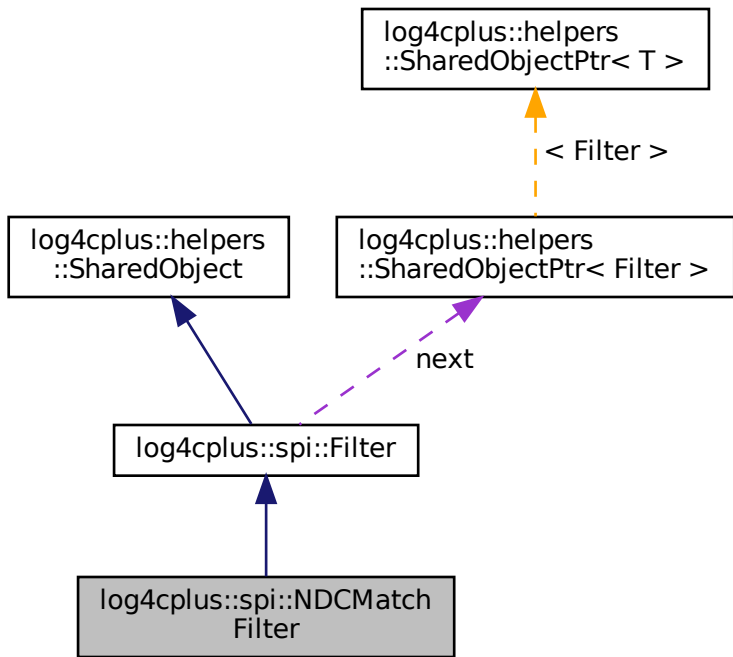 log4cplus::helpers
::SharedObjectPtr< T >
< Filter >
log4cplus::helpers
::SharedObject
log4cplus::helpers
::SharedObjectPtr< Filter >
next
log4cplus::spi::Filter
log4cplus::spi::NDCMatch
Filter